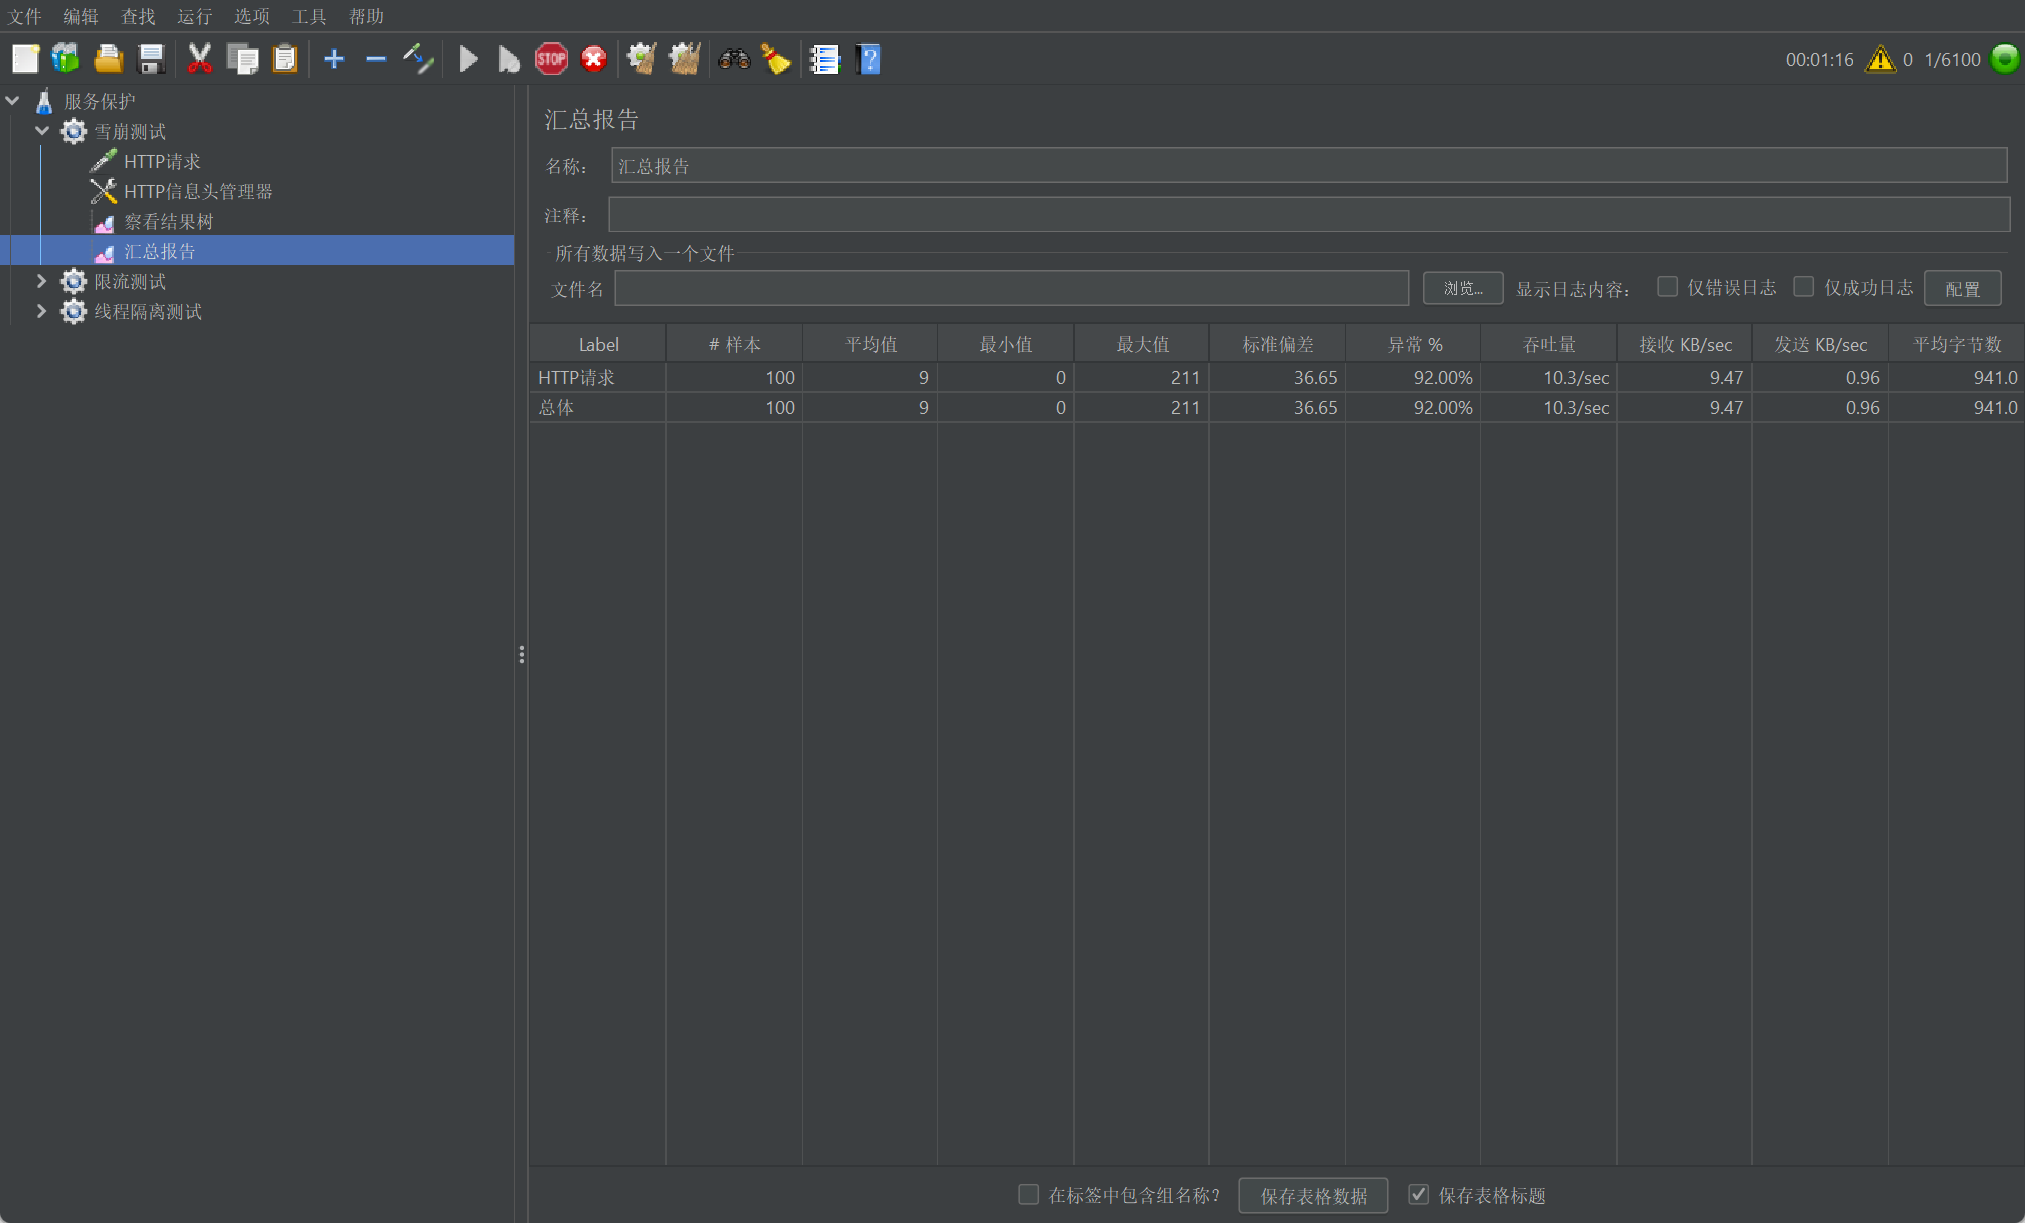 文件 编辑 查找 运行 选项 工具 帮助
STOP
00:01:16 0 1/6100
服务保护
雪崩测试
HTTP请求
HTTP信息头管理器
察看结果树
汇总报告
限流测试
线程隔离测试
汇总报告
名称： 汇总报告
注释：
所有数据写入一个文件
文件名 浏览... 显示日志内容： 仅错误日志 仅成功日志 配置
Label # 样本 平均值 最小值 最大值 标准偏差 异常 % 吞吐量 接收 KB/sec 发送 KB/sec 平均字节数
HTTP请求 100 9 0 211 36.65 92.00% 10.3/sec 9.47 0.96 941.0
总体 100 9 0 211 36.65 92.00% 10.3/sec 9.47 0.96 941.0
在标签中包含组名称？ 保存表格数据 保存表格标题